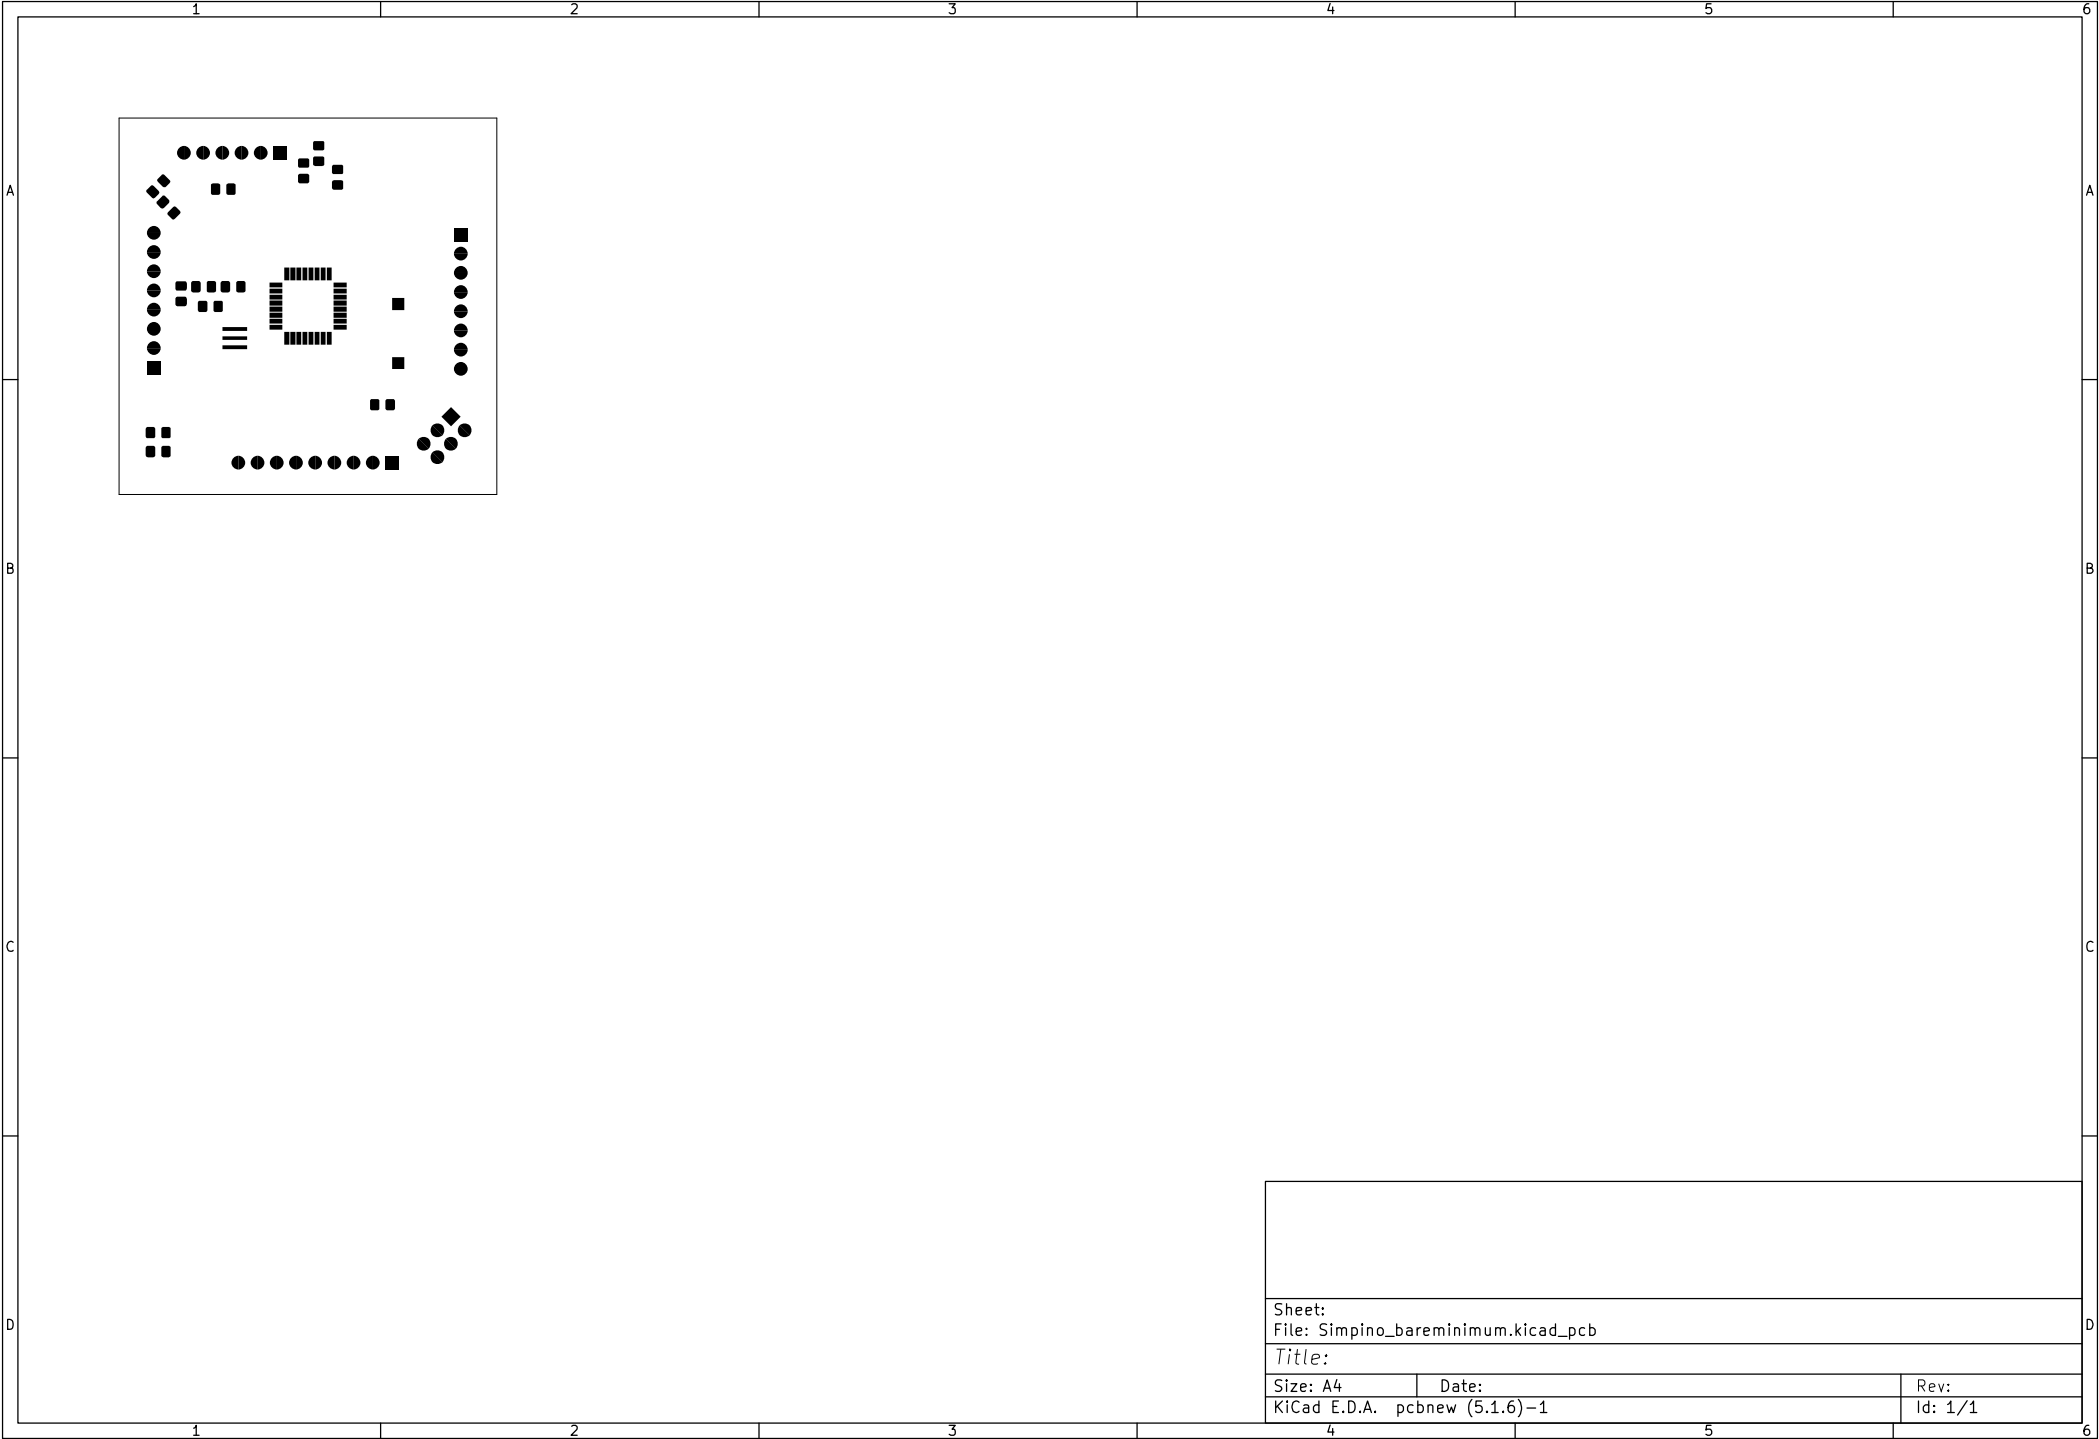 1 2 3 4 5 6
A A
B B
C C
Sheet:
File: Simpino_bareminimum.kicad_pcb
D D
Title:
Size: A4 Date: Rev:
KiCad E.D.A. pcbnew (5.1.6)-1 Id: 1/1
1 2 3 4 5 6